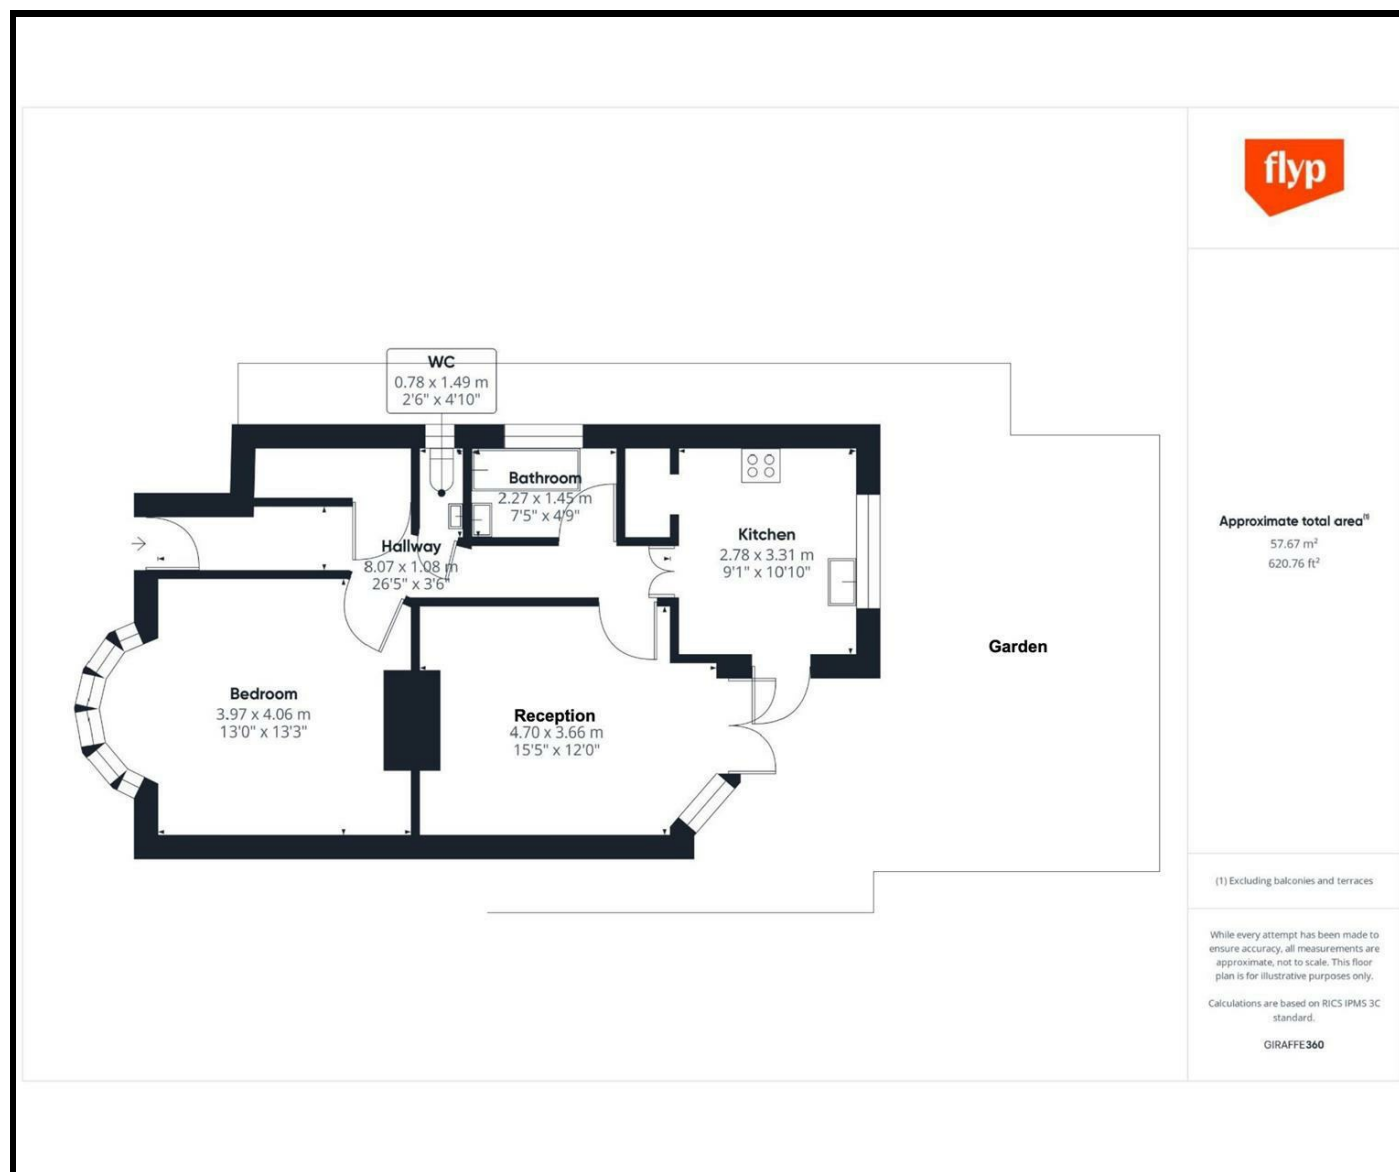 flyp
WC
0.78 x 1.49 m
2'6" x 4'10"
Bathroom
2.27 x 1.45 m
7'5" x 4'9"
Hallway
8.07 x 1.08 m
26'5" x 3'6"
Kitchen
2.78 x 3.31 m
9'1" x 10'10"
Garden
Bedroom
3.97 x 4.06 m
13'0" x 13'3"
Reception
4.70 x 3.66 m
15'5" x 12'0"
Approximate total area(1)
57.67 m²
620.76 ft²
(1) Excluding balconies and terraces
While every attempt has been made to
ensure accuracy, all measurements are
approximate, not to scale. This floor
plan is for illustrative purposes only.
Calculations are based on RICS IPMS 3C
standard.
GIRAFFE360